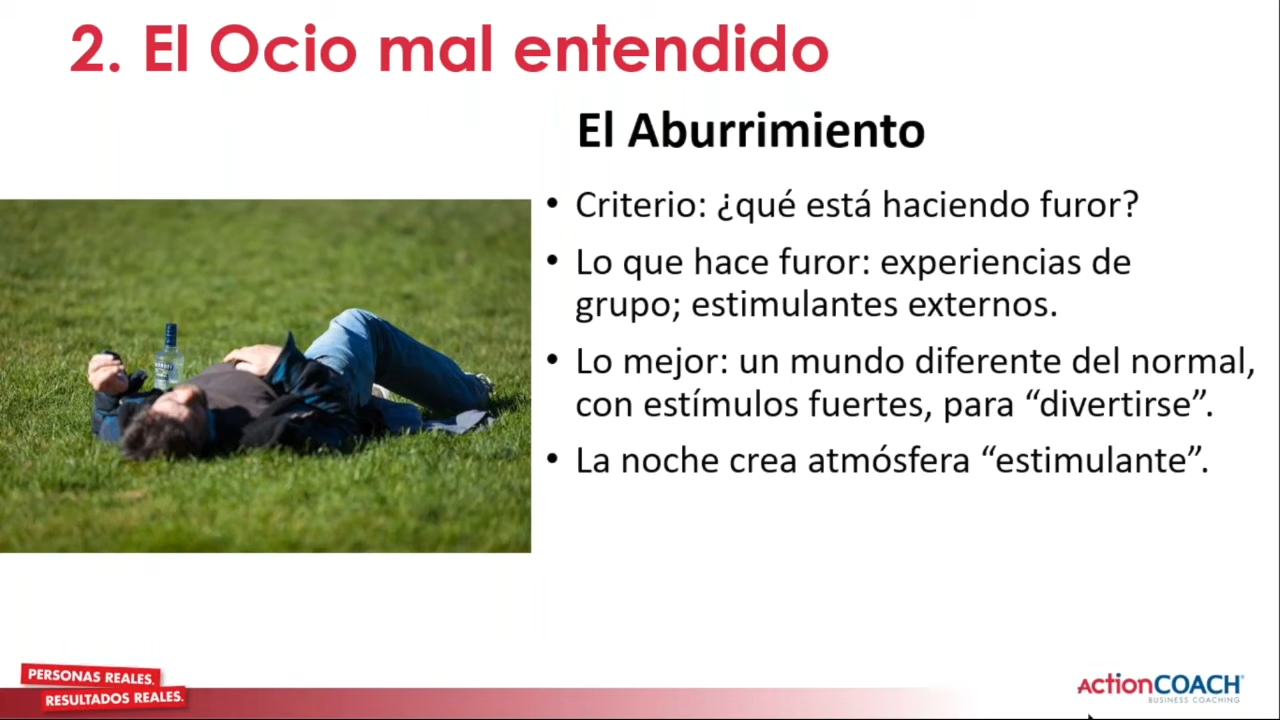 2. El Ocio mal entendido
El Aburrimiento
• Criterio: ¿qué está haciendo furor?
• Lo que hace furor: experiencias de
grupo; estimulantes externos.
• Lo mejor: un mundo diferente del normal,
con estímulos fuertes, para “divertirse”.
• La noche crea atmósfera “estimulante”.
PERSONAS REALES.
RESULTADOS REALES.
ActionCOACH
BUSINESS COACHING